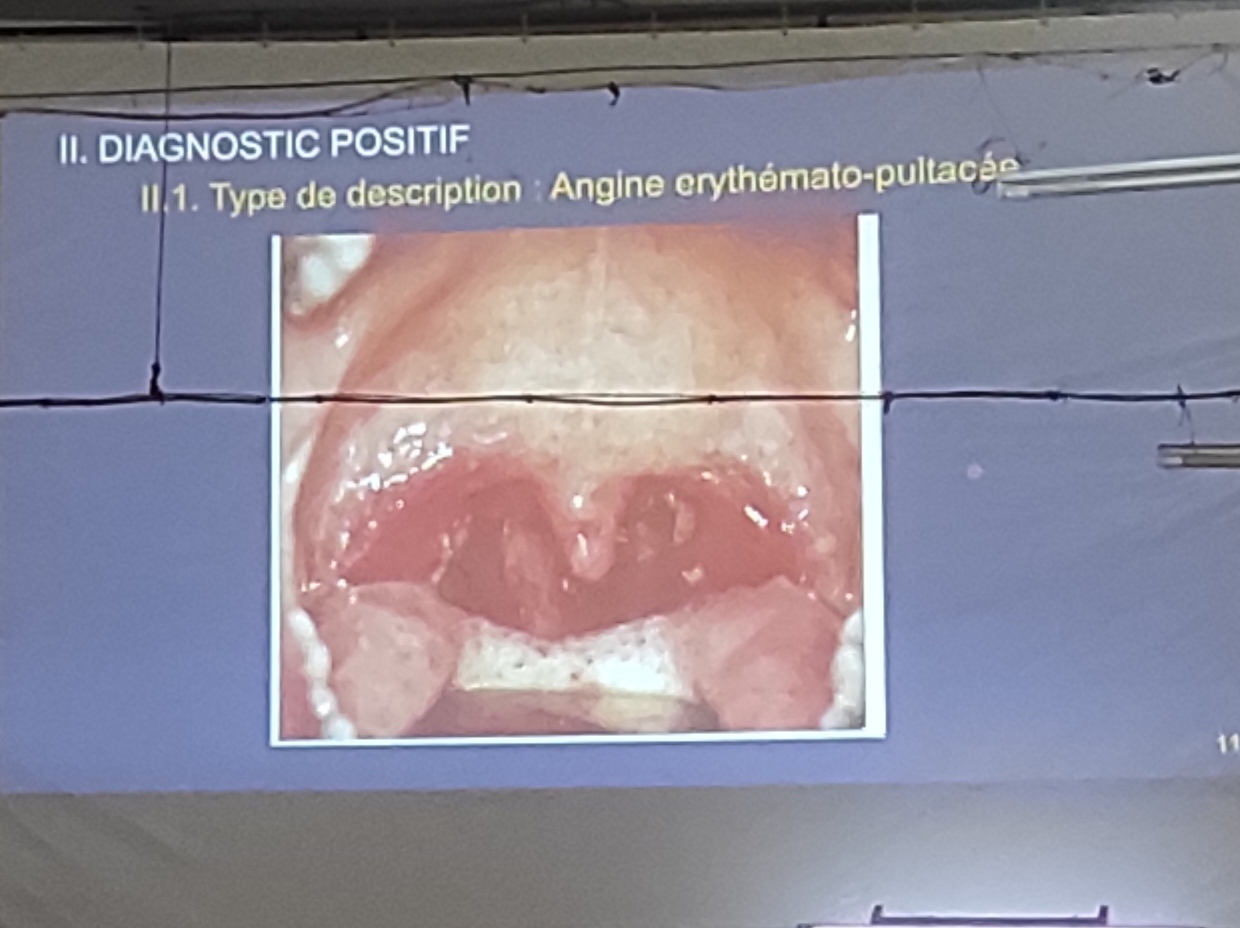 II. DIAGNOSTIC POSITIF
II.1. Type de description : Angine erythémato-pultacée
11